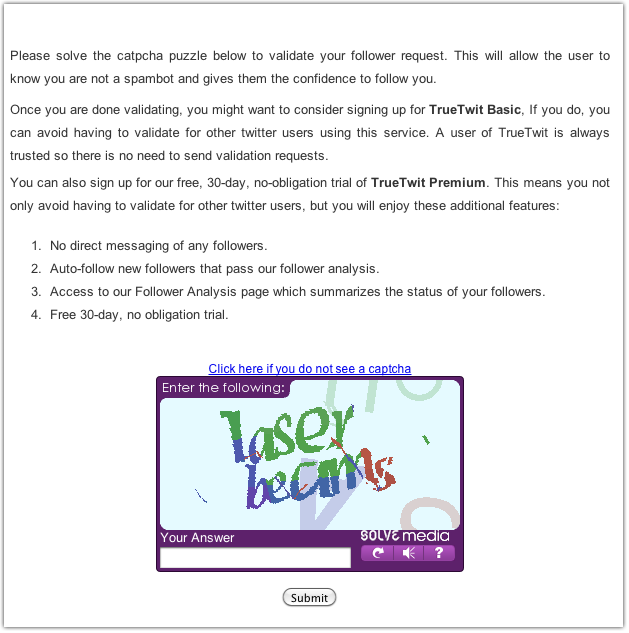 Please solve the catpcha puzzle below to validate your follower request. This will allow the user to
know you are not a spambot and gives them the confidence to follow you.
Once you are done validating, you might want to consider signing up for TrueTwit Basic, If you do, you
can avoid having to validate for other twitter users using this service. A user of TrueTwit is always
trusted so there is no need to send validation requests.
You can also sign up for our free, 30-day, no-obligation trial of TrueTwit Premium. This means you not
only avoid having to validate for other twitter users, but you will enjoy these additional features:
1. No direct messaging of any followers.
2. Auto-follow new followers that pass our follower analysis.
3. Access to our Follower Analysis page which summarizes the status of your followers.
4. Free 30-day, no obligation trial.
Click here if you do not see a captcha
Enter the following:
laser
beams
Your Answer
SOLVE media
?
Submit